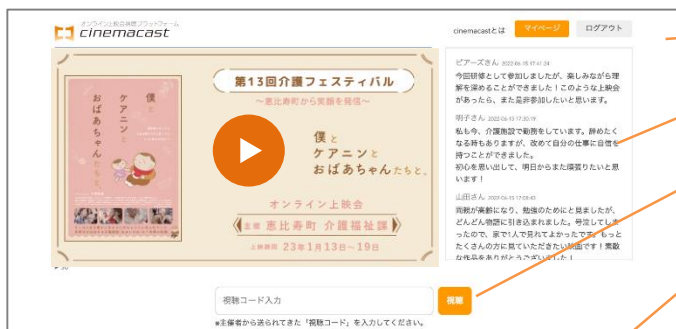 オンライン上映会視聴プラットフォーム
cinemacast
cinemacastとは
マイページ
ログアウト
僕と
ケアニンと
おばあちゃんたちと。
第13回介護フェスティバル
～恵比寿町から笑顔を発信～
僕と
ケアニンと
おばあちゃんたちと。
オンライン上映会
主催 恵比寿町 介護福祉課
上映期間 23年1月13日～19日
ピアーズさん 2022-06-15 17:41:24
今回研修として参加しましたが、楽しみながら理
解を深めることができました！このような上映会
があったら、また是非参加したいと思います。
明子さん 2022-06-13 17:30:19
私も今、介護施設で勤務をしています。辞めたく
なる時もありますが、改めて自分の仕事に自信を
持つことができました。
初心を思い出して、明日からまた頑張りたいと思
います！
山田さん
両親が高齢になり、勉強のためにと見ましたが、
どんどん物語に引き込まれました。号泣してしま
ったので、家で1人で見れてよかったです。もっと
たくさんの方に見ていただきたい映画です！素敵
な作品をありがとうございました！
視聴コード入力
視聴
※主催者から送られてきた「視聴コード」を入力してください。